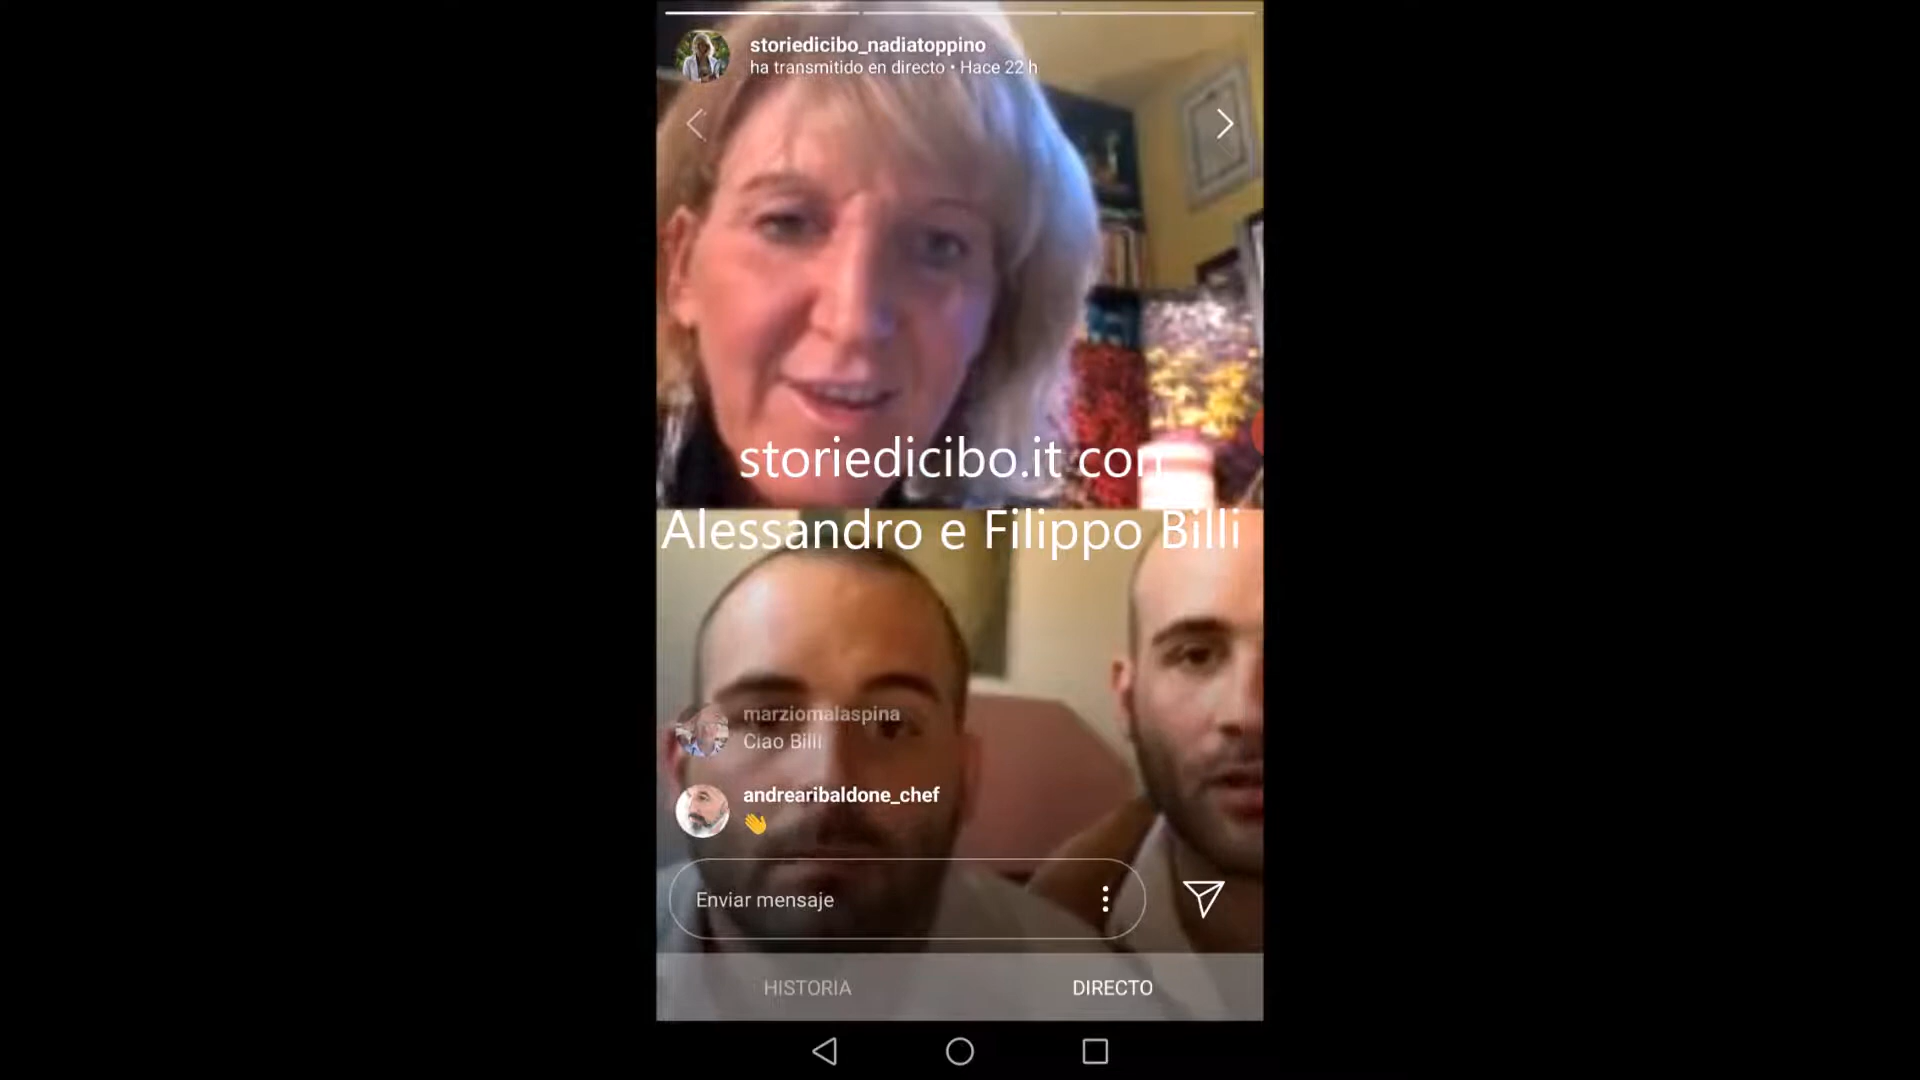 storiedicibo_nadiatoppino
ha transmitido en directo • Hace 22 h
storiedicibo.it con
Alessandro e Filippo Billi
marziomalaspina
Ciao Billi
andrearibaldone_chef
👋
Enviar mensaje
HISTORIA
DIRECTO